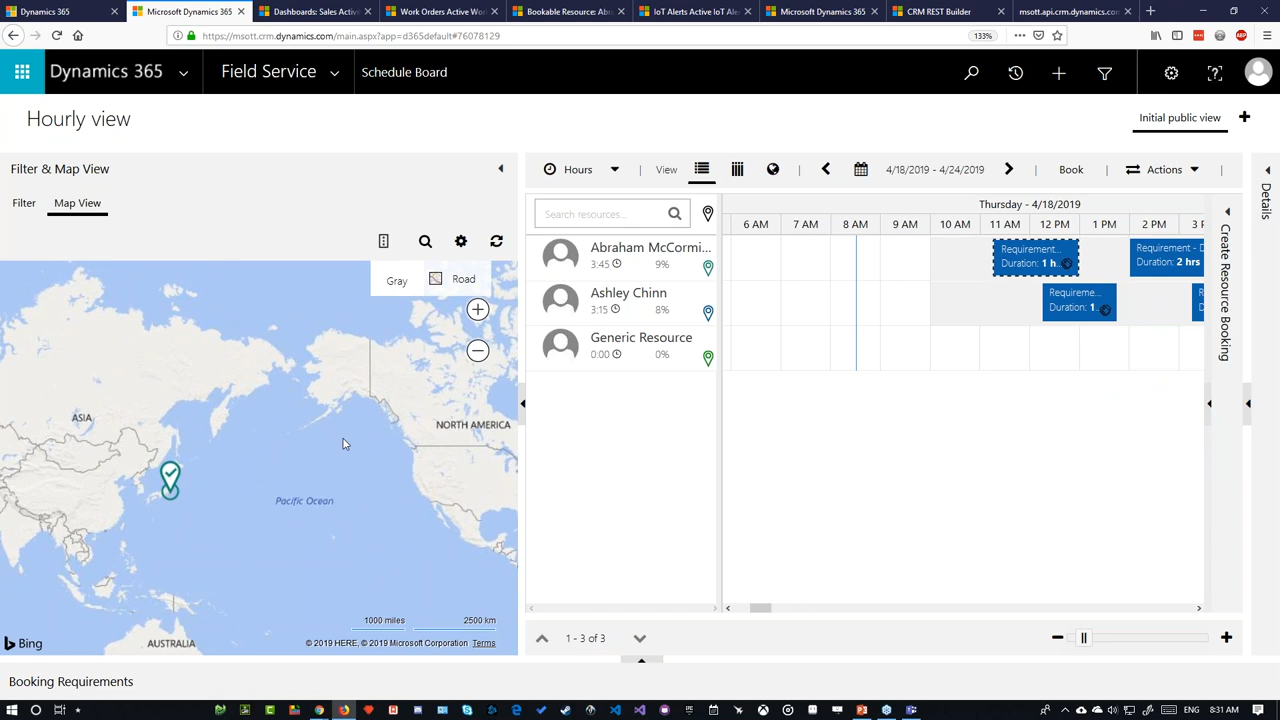 Dynamics 365
Microsoft Dynamics 365
Dashboards: Sales Activ
Work Orders Active Wo
Bookable Resource: Abr
IoT Alerts Active IoT Al
Microsoft Dynamics 365
CRM REST Builder
msott.api.crm.dynamics.com
https://msott.crm.dynamics.com/main.aspx?app=d365default#76078129
133%
Dynamics 365
Field Service
Schedule Board
Hourly view
Initial public view
Filter & Map View
Filter
Map View
Gray
Road
ASIA
NORTH AMERICA
Pacific Ocean
AUSTRALIA
1000 miles
2500 km
Bing
© 2019 HERE, © 2019 Microsoft Corporation Terms
Hours
View
4/18/2019 - 4/24/2019
Book
Actions
Search resources...
Thursday - 4/18/2019
6 AM 7 AM 8 AM 9 AM 10 AM 11 AM 12 PM 1 PM 2 PM 3 P
Abraham McCormi...
3:45 9%
Ashley Chinn
3:15 8%
Generic Resource
0:00 0%
Requirement...
Duration: 1 h..
Requirement - D
Duration: 2 hrs
Requireme...
Duration: 1..
R
D
1 - 3 of 3
Create Resource Booking
Details
Booking Requirements
ENG
8:31 AM